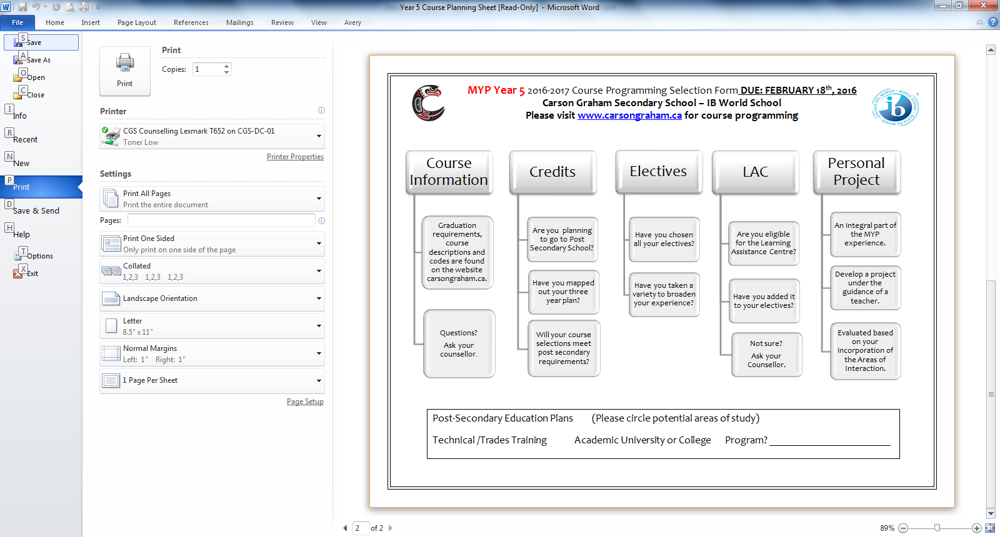 Year 5 Course Planning Sheet [Read-Only] - Microsoft Word
File Home Insert Page Layout References Mailings Review View Avery
S Save
A Save As
O Open
C Close
I Info
R Recent
N New
P Print
D Save & Send
H Help
T Options
X Exit
Print
Print
Copies: 1
Printer
CGS Counselling Lexmark T652 on CGS-DC-01
Toner Low
Printer Properties
Settings
Print All Pages
Print the entire document
Pages:
Print One Sided
Only print on one side of the page
Collated
1,2,3 1,2,3 1,2,3
Landscape Orientation
Letter
8.5" x 11"
Normal Margins
Left: 1" Right: 1"
1 Page Per Sheet
Page Setup
MYP Year 5 2016-2017 Course Programming Selection Form DUE: FEBRUARY 18th, 2016
Carson Graham Secondary School – IB World School
Please visit www.carsongraham.ca for course programming
ib
Course
Information
Graduation
requirements,
course
descriptions and
codes are found
on the website
carsongraham.ca.
Questions?
Ask your
counsellor.
Credits
Are you planning
to go to Post
Secondary School?
Have you mapped
out your three
year plan?
Will your course
selections meet
post secondary
requirements?
Electives
Have you chosen
all your electives?
Have you taken a
variety to broaden
your experience?
LAC
Are you eligible
for the Learning
Assistance Centre?
Have you added it
to your electives?
Not sure?
Ask your
Counsellor.
Personal
Project
An integral part of
the MYP
experience.
Develop a project
under the
guidance of a
teacher.
Evaluated based
on your
incorporation of
the Areas of
Interaction.
Post-Secondary Education Plans (Please circle potential areas of study)
Technical /Trades Training Academic University or College Program? ______________________
2 of 2
89%